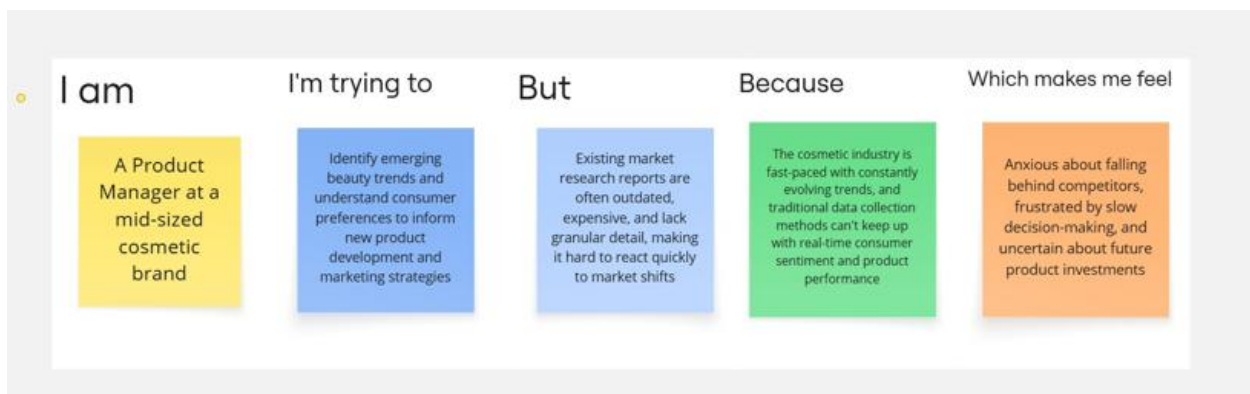 I am
A Product
Manager at a
mid-sized
cosmetic
brand
I'm trying to
Identify emerging
beauty trends and
understand consumer
preferences to inform
new product
development and
marketing strategies
But
Existing market
research reports are
often outdated,
expensive, and lack
granular detail, making
it hard to react quickly
to market shifts
Because
The cosmetic industry is
fast-paced with constantly
evolving trends, and
traditional data collection
methods can't keep up
with real-time consumer
sentiment and product
performance
Which makes me feel
Anxious about falling
behind competitors,
frustrated by slow
decision-making, and
uncertain about future
product investments